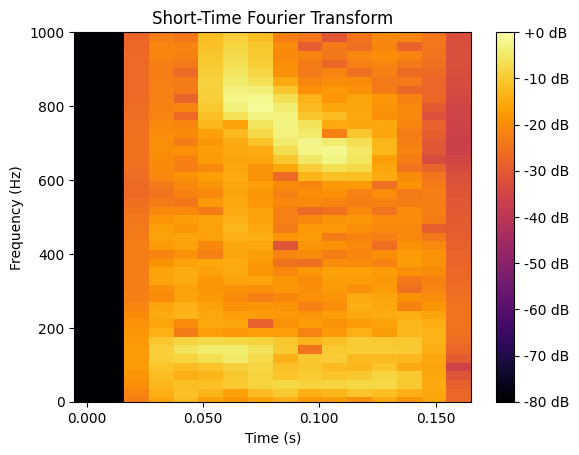 Short-Time Fourier Transform
1000
800
600
400
200
0
Frequency (Hz)
0.000
0.050
0.100
0.150
Time (s)
+0 dB
-10 dB
-20 dB
-30 dB
-40 dB
-50 dB
-60 dB
-70 dB
-80 dB